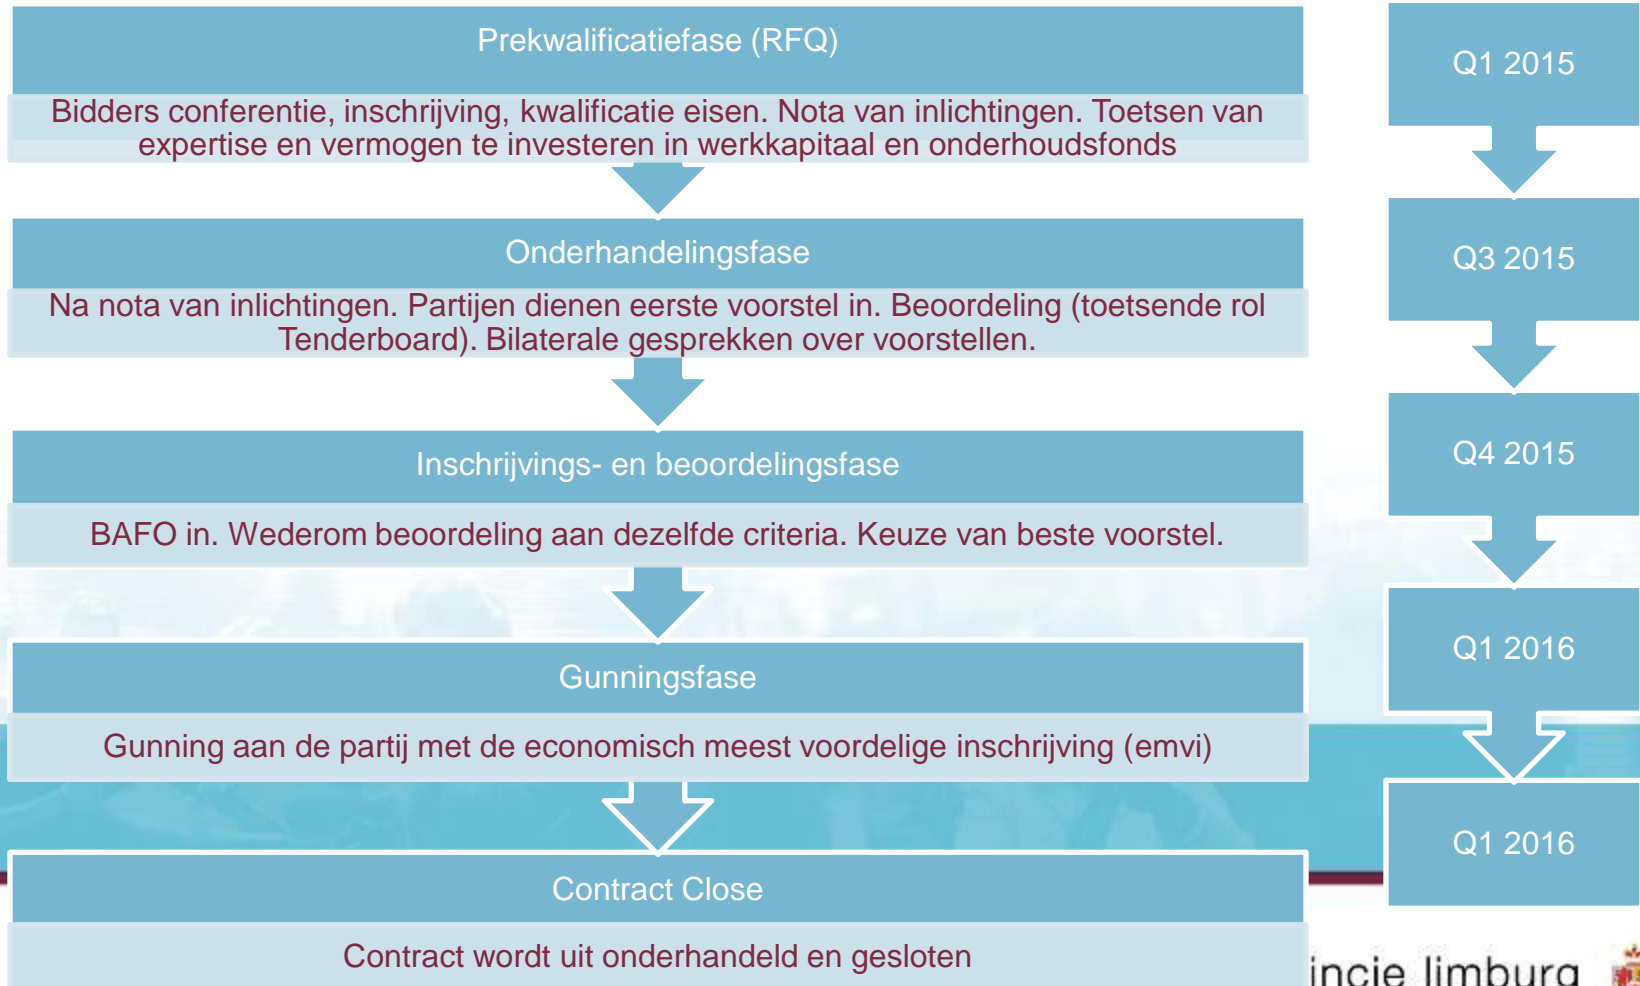 Prekwalificatiefase (RFQ)
Bidders conferentie, inschrijving, kwalificatie eisen. Nota van inlichtingen. Toetsen van
expertise en vermogen te investeren in werkkapitaal en onderhoudsfonds
Q1 2015
Onderhandelingsfase
Na nota van inlichtingen. Partijen dienen eerste voorstel in. Beoordeling (toetsende rol
Tenderboard). Bilaterale gesprekken over voorstellen.
Q3 2015
Inschrijvings- en beoordelingsfase
BAFO in. Wederom beoordeling aan dezelfde criteria. Keuze van beste voorstel.
Q4 2015
Gunningsfase
Gunning aan de partij met de economisch meest voordelige inschrijving (emvi)
Q1 2016
Contract Close
Contract wordt uit onderhandeld en gesloten
Q1 2016
incie limburg